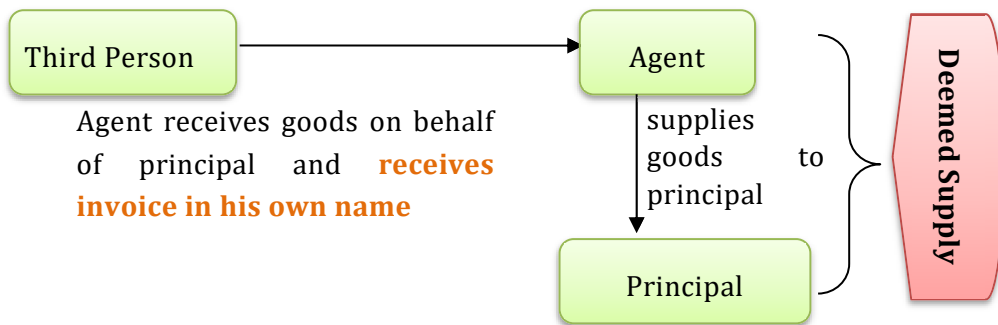 Third Person
Agent
Agent receives goods on behalf
of principal and receives
invoice in his own name
supplies
goods to
principal
Principal
Deemed Supply